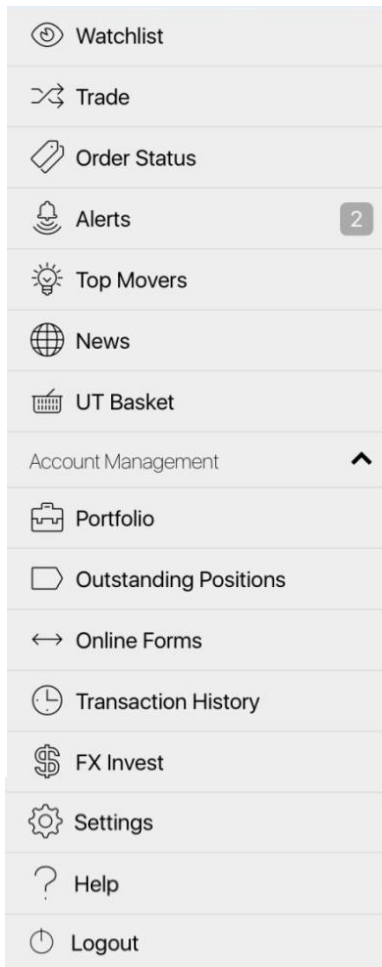 Watchlist
Trade
Order Status
Alerts 2
Top Movers
News
UT Basket
Account Management
Portfolio
Outstanding Positions
Online Forms
Transaction History
FX Invest
Settings
Help
Logout